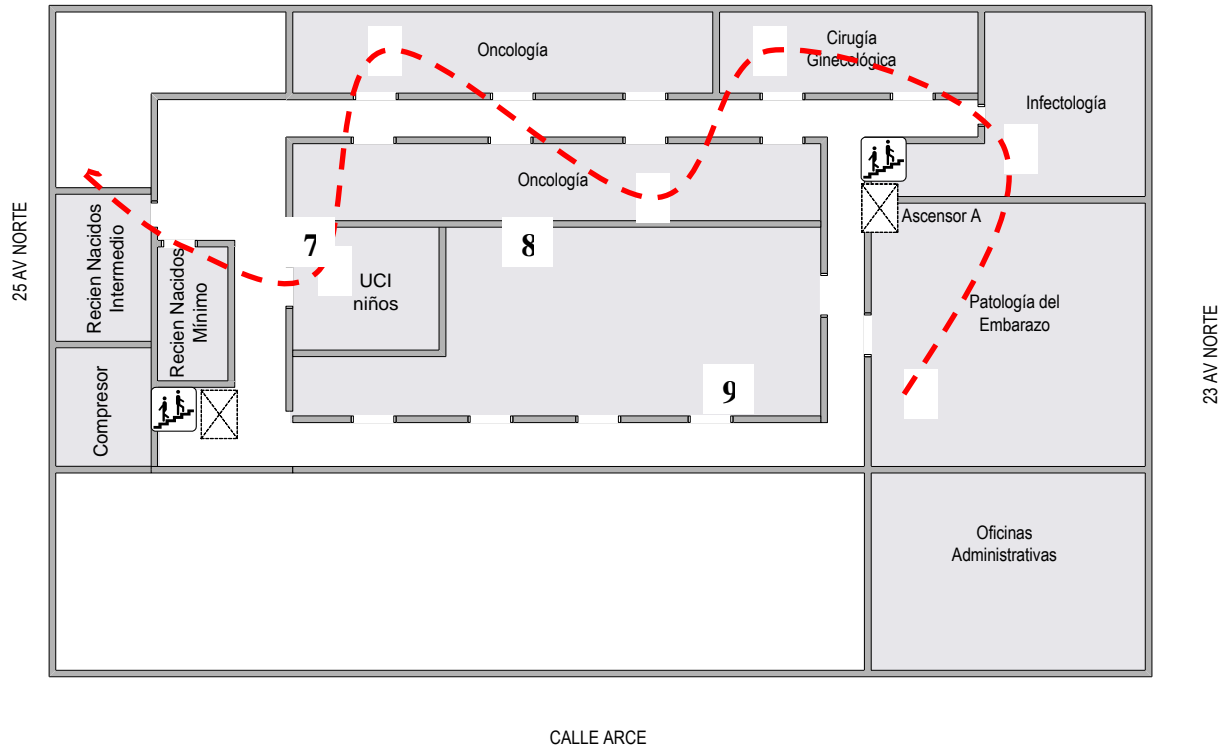 Oncología
Cirugía
Ginecológica
Infectología
Oncología
Ascensor A
25 AV NORTE
Recien Nacidos
Intermedio
Recien Nacidos
Mínimo
7
8
UCI
niños
Patología del
Embarazo
23 AV NORTE
Compresor
9
Oficinas
Administrativas
CALLE ARCE